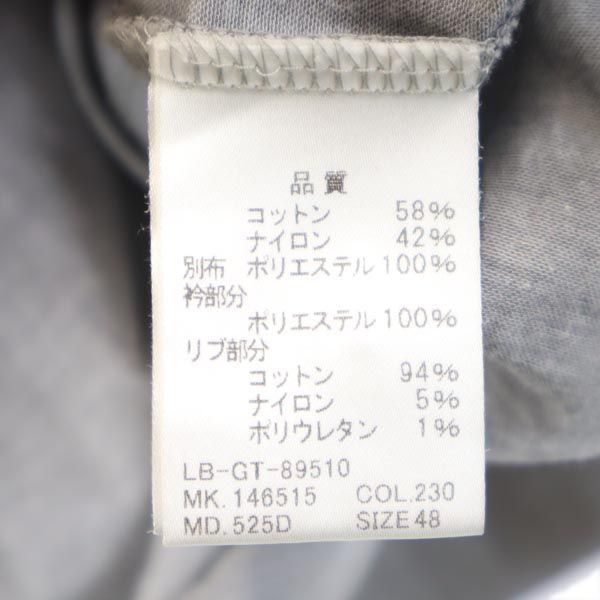 品質
コットン 58%
ナイロン 42%
別布 ポリエステル 100%
衿部分
ポリエステル 100%
リブ部分
コットン 94%
ナイロン 5%
ポリウレタン 1%
LB-GT-89510
MK.146515 COL.230
MD.525D SIZE 48